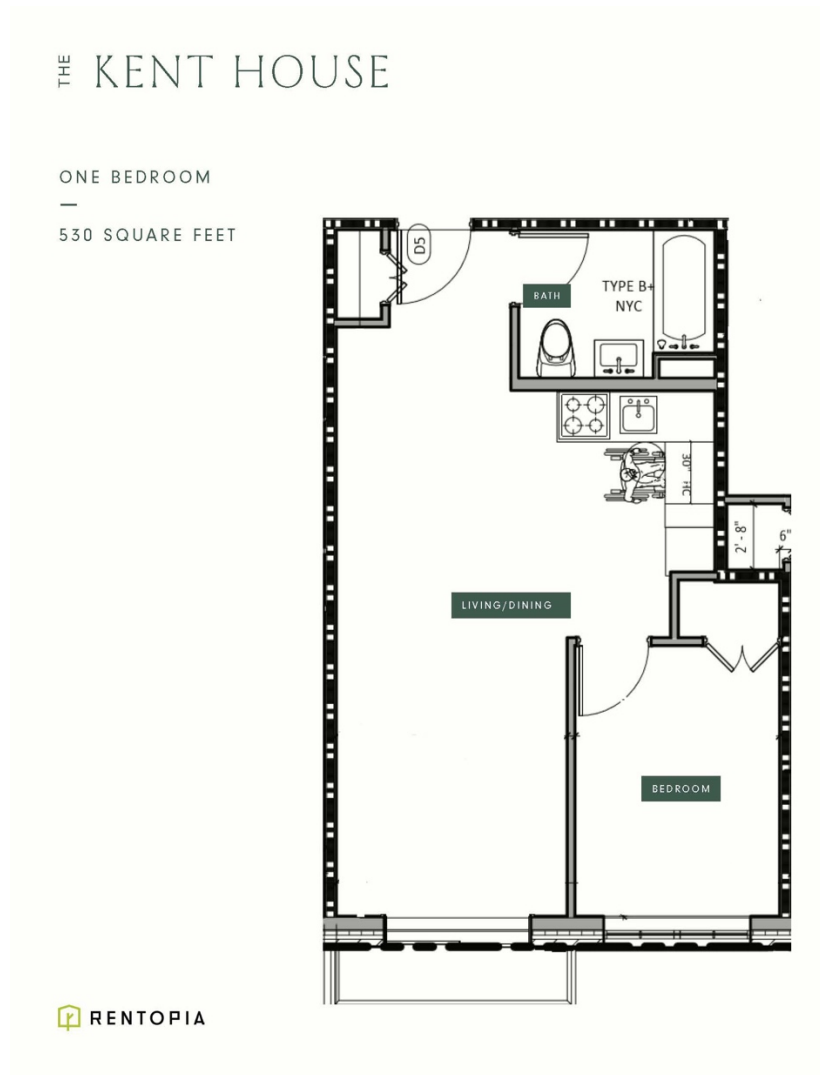 THE KENT HOUSE
ONE BEDROOM
530 SQUARE FEET
D5
BATH
TYPE B+
NYC
30" HC
2' - 8"
6"
LIVING/DINING
BEDROOM
RENTOPIA